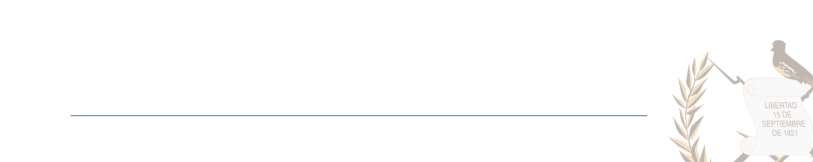 LIBERTAD
15 DE
SEPTIEMBRE
DE 1821